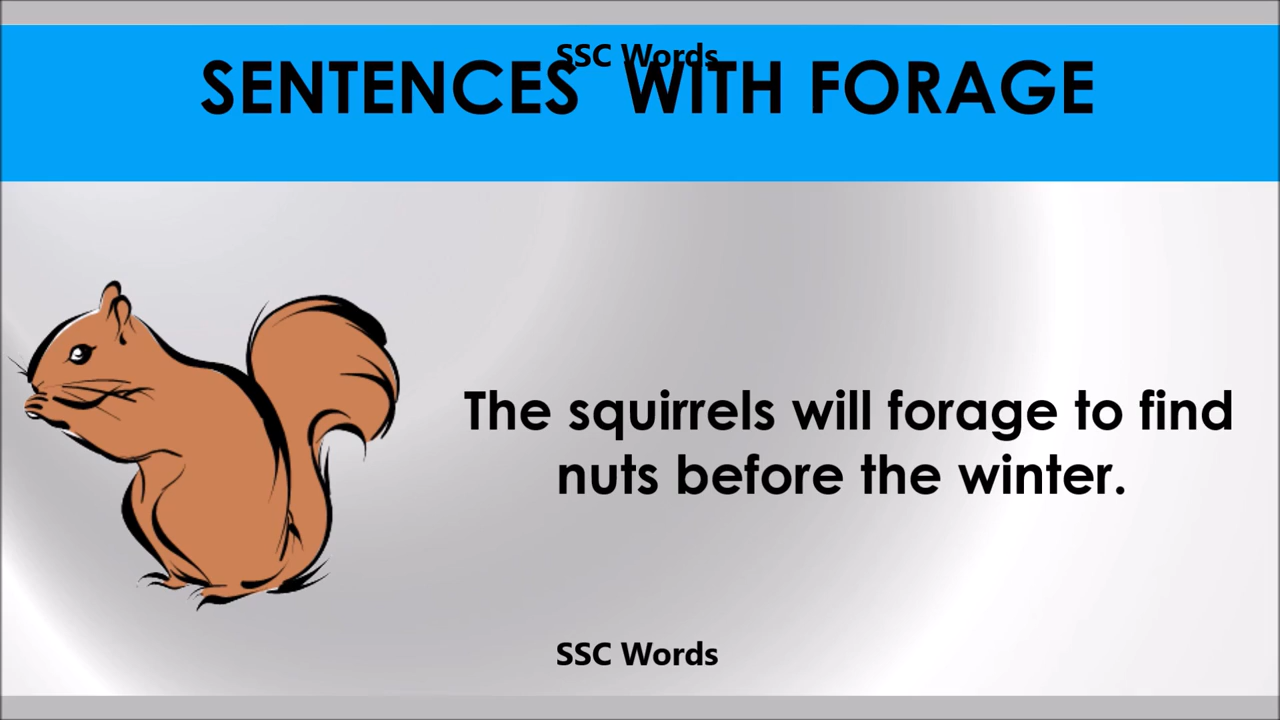 SSC Words
SENTENCES WITH FORAGE
The squirrels will forage to find
nuts before the winter.
SSC Words